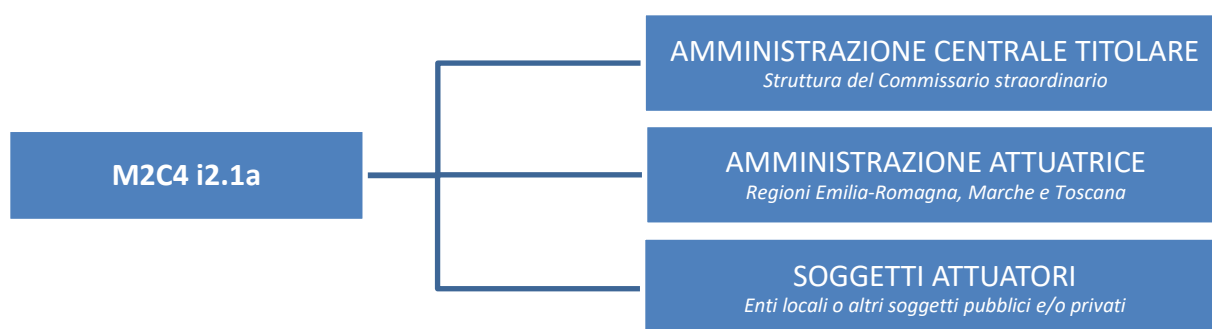 M2C4 i2.1a
AMMINISTRAZIONE CENTRALE TITOLARE
Struttura del Commissario straordinario
AMMINISTRAZIONE ATTUATRICE
Regioni Emilia-Romagna, Marche e Toscana
SOGGETTI ATTUATORI
Enti locali o altri soggetti pubblici e/o privati